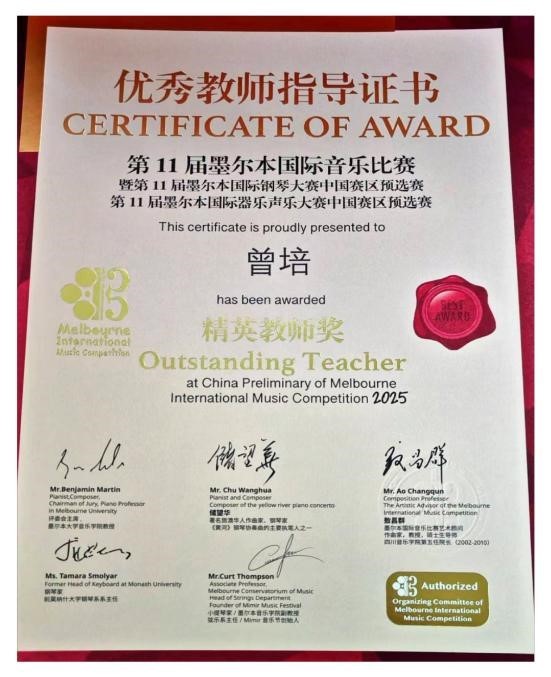 优秀教师指导证书
CERTIFICATE OF AWARD
第 11 届墨尔本国际音乐比赛
暨第 11 届墨尔本国际钢琴大赛中国赛区预选赛
第 11 届墨尔本国际器乐声乐大赛中国赛区预选赛
This certificate is proudly presented to
曾培
has been awarded
精英教师奖
Outstanding Teacher
at China Preliminary of Melbourne
International Music Competition 2025
Melbourne
International
Music Competition
BEST
AWARD
储望华
Mr.Benjamin Martin
Pianist,Composer,
Chairman of Jury, Piano Professor
in Melbourne University
评委会主席,
墨尔本大学音乐学院教授
Mr. Chu Wanghua
Pianist and Composer
Composer of the yellow river piano concerto
储望华
著名旅澳华人作曲家、钢琴家
《黄河》钢琴协奏曲的主要执笔人之一
Mr. Ao Changqun
Composition Professor
The Artistic Advisor of the Melbourne
International Music Competition
敖昌群
墨尔本国际音乐比赛艺术顾问
作曲家，教授，硕士生导师
四川音乐学院第五任院长（2002-2010）
Ms. Tamara Smolyar
Former Head of Keyboard at Monash University
钢琴家
前莫纳什大学钢琴系系主任
Mr.Curt Thompson
Associate Professor,
Melbourne Conservatorium of Music
Head of Strings Department
Founder of Mimir Music Festival
小提琴家 / 墨尔本音乐学院副教授
弦乐系主任 / Mimir 音乐节创始人
Authorized
Organizing Committee of
Melbourne International
Music Competition